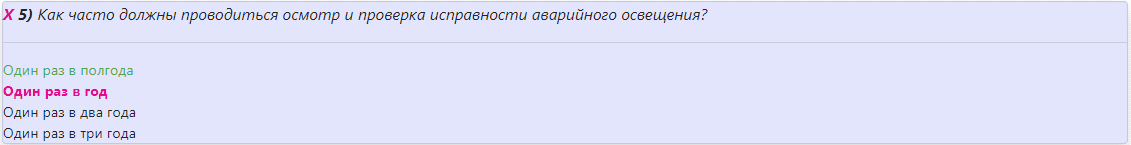 X 5) Как часто должны проводиться осмотр и проверка исправности аварийного освещения?
Один раз в полгода
Один раз в год
Один раз в два года
Один раз в три года